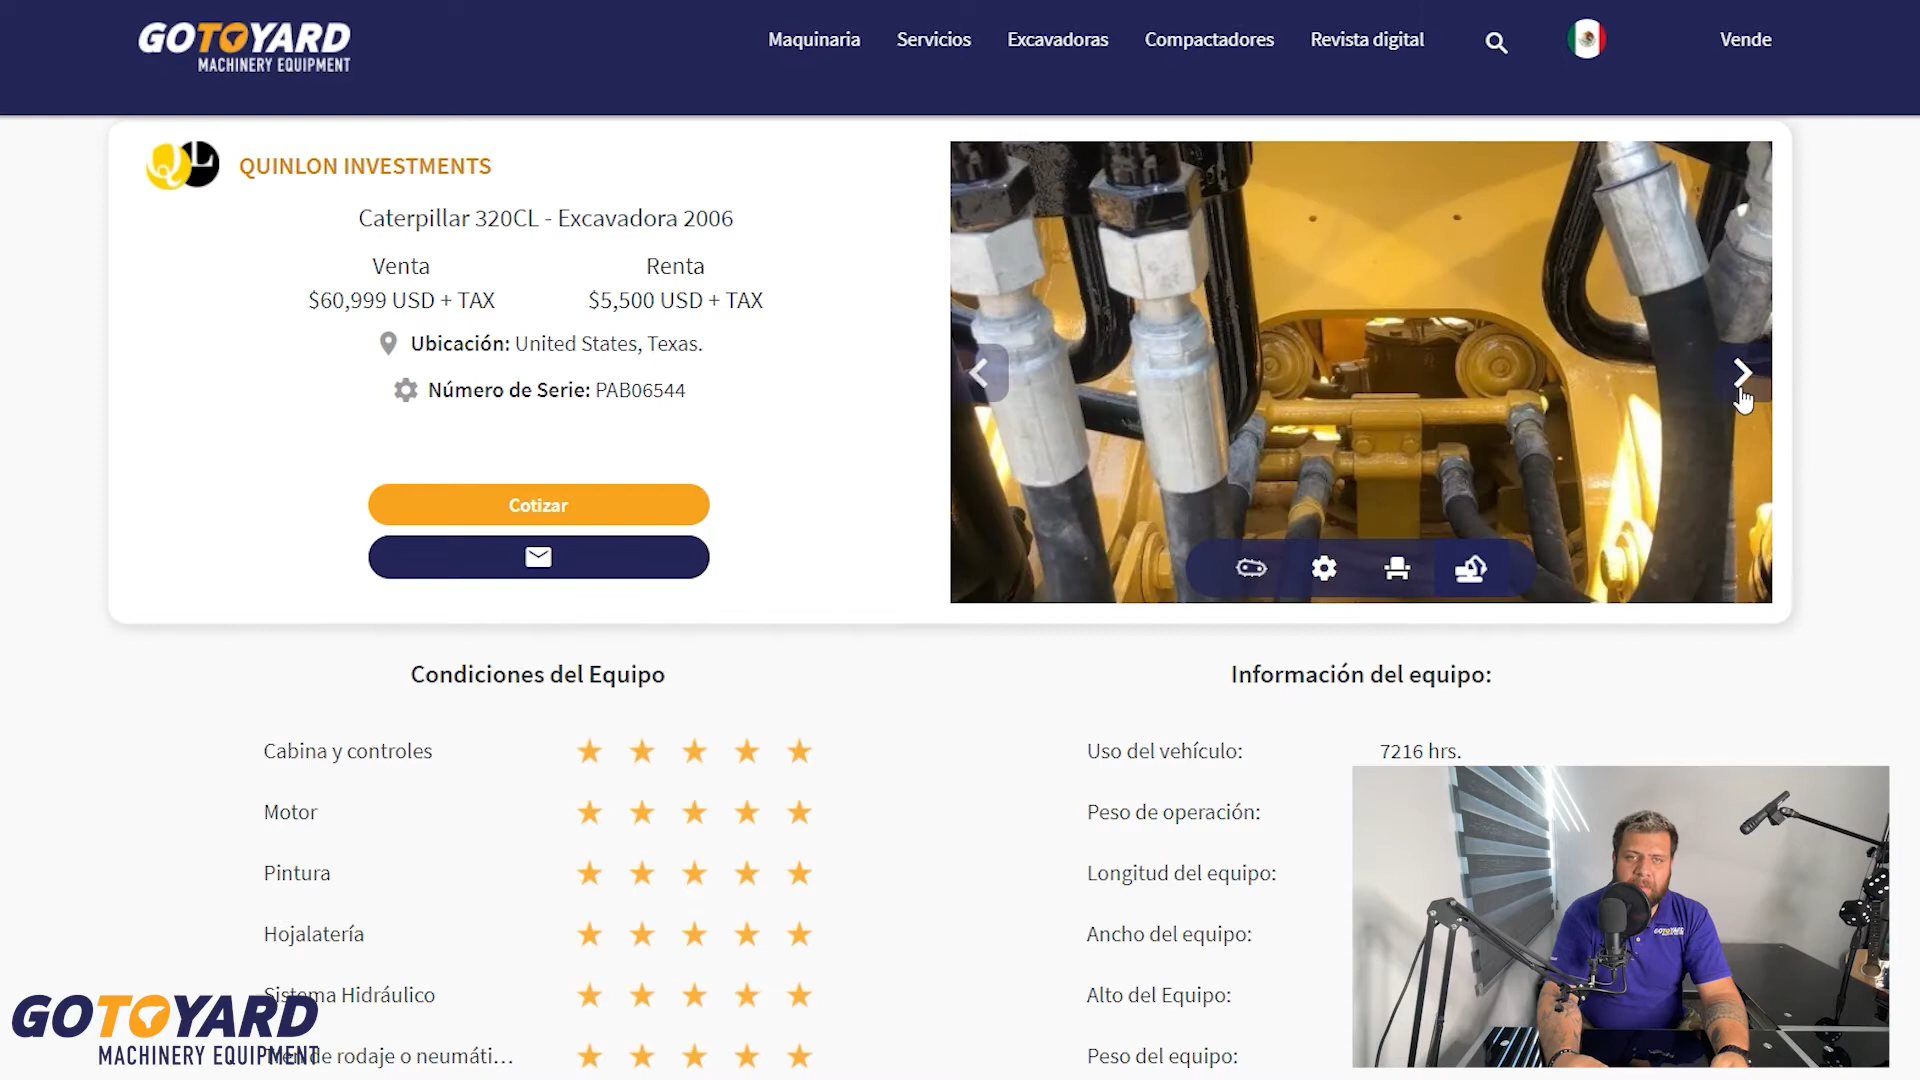 GOTOYARD
MACHINERY EQUIPMENT
Maquinaria
Servicios
Excavadoras
Compactadores
Revista digital
Vende
QL
QUINLON INVESTMENTS
Caterpillar 320CL - Excavadora 2006
Venta
Renta
$60,999 USD + TAX
$5,500 USD + TAX
Ubicación: United States, Texas.
Número de Serie: PAB06544
Cotizar
Condiciones del Equipo
Información del equipo:
Cabina y controles
Uso del vehículo:
7216 hrs.
Motor
Peso de operación:
Pintura
Longitud del equipo:
Hojalatería
Ancho del equipo:
Sistema Hidráulico
Alto del Equipo:
de rodaje o neumáti...
Peso del equipo:
GOTOYARD
MACHINERY EQUIPMENT
GOTOYARD